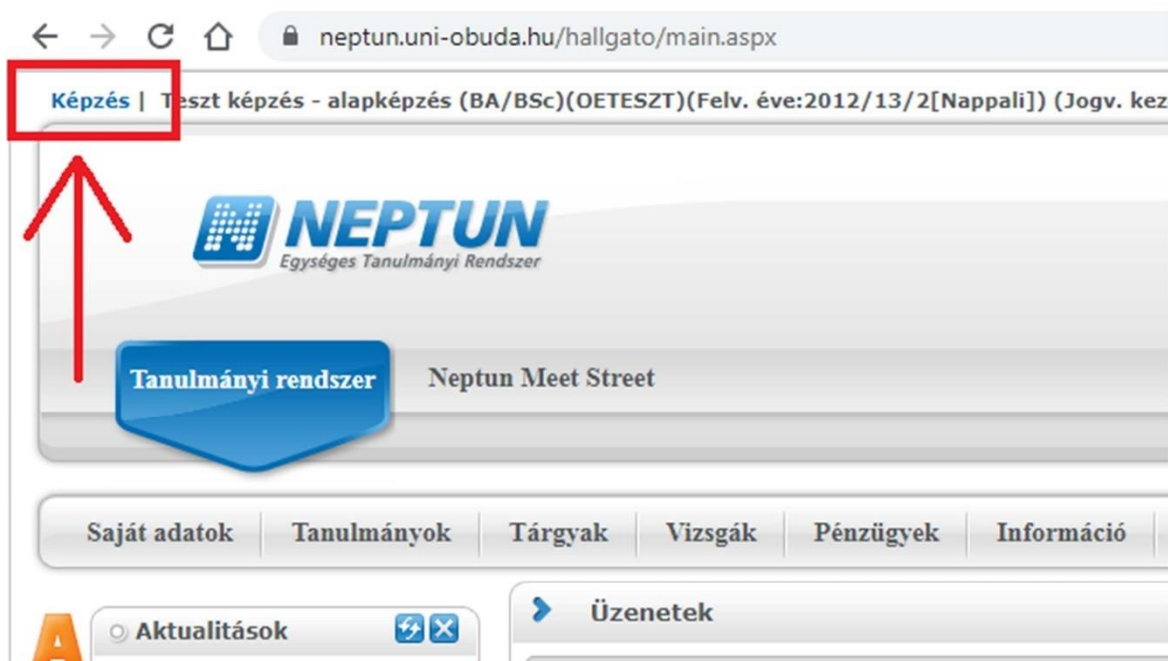 neptun.uni-obuda.hu/hallgato/main.aspx
Képzés | Teszt képzés - alapképzés (BA/BSc)(OETESZT)(Felv. éve:2012/13/2[Nappali]) (Jogv. kez
NEPTUN
Egységes Tanulmányi Rendszer
Tanulmányi rendszer Neptun Meet Street
Saját adatok Tanulmányok Tárgyak Vizsgák Pénzügyek Információ
Üzenetek
A Aktualitások